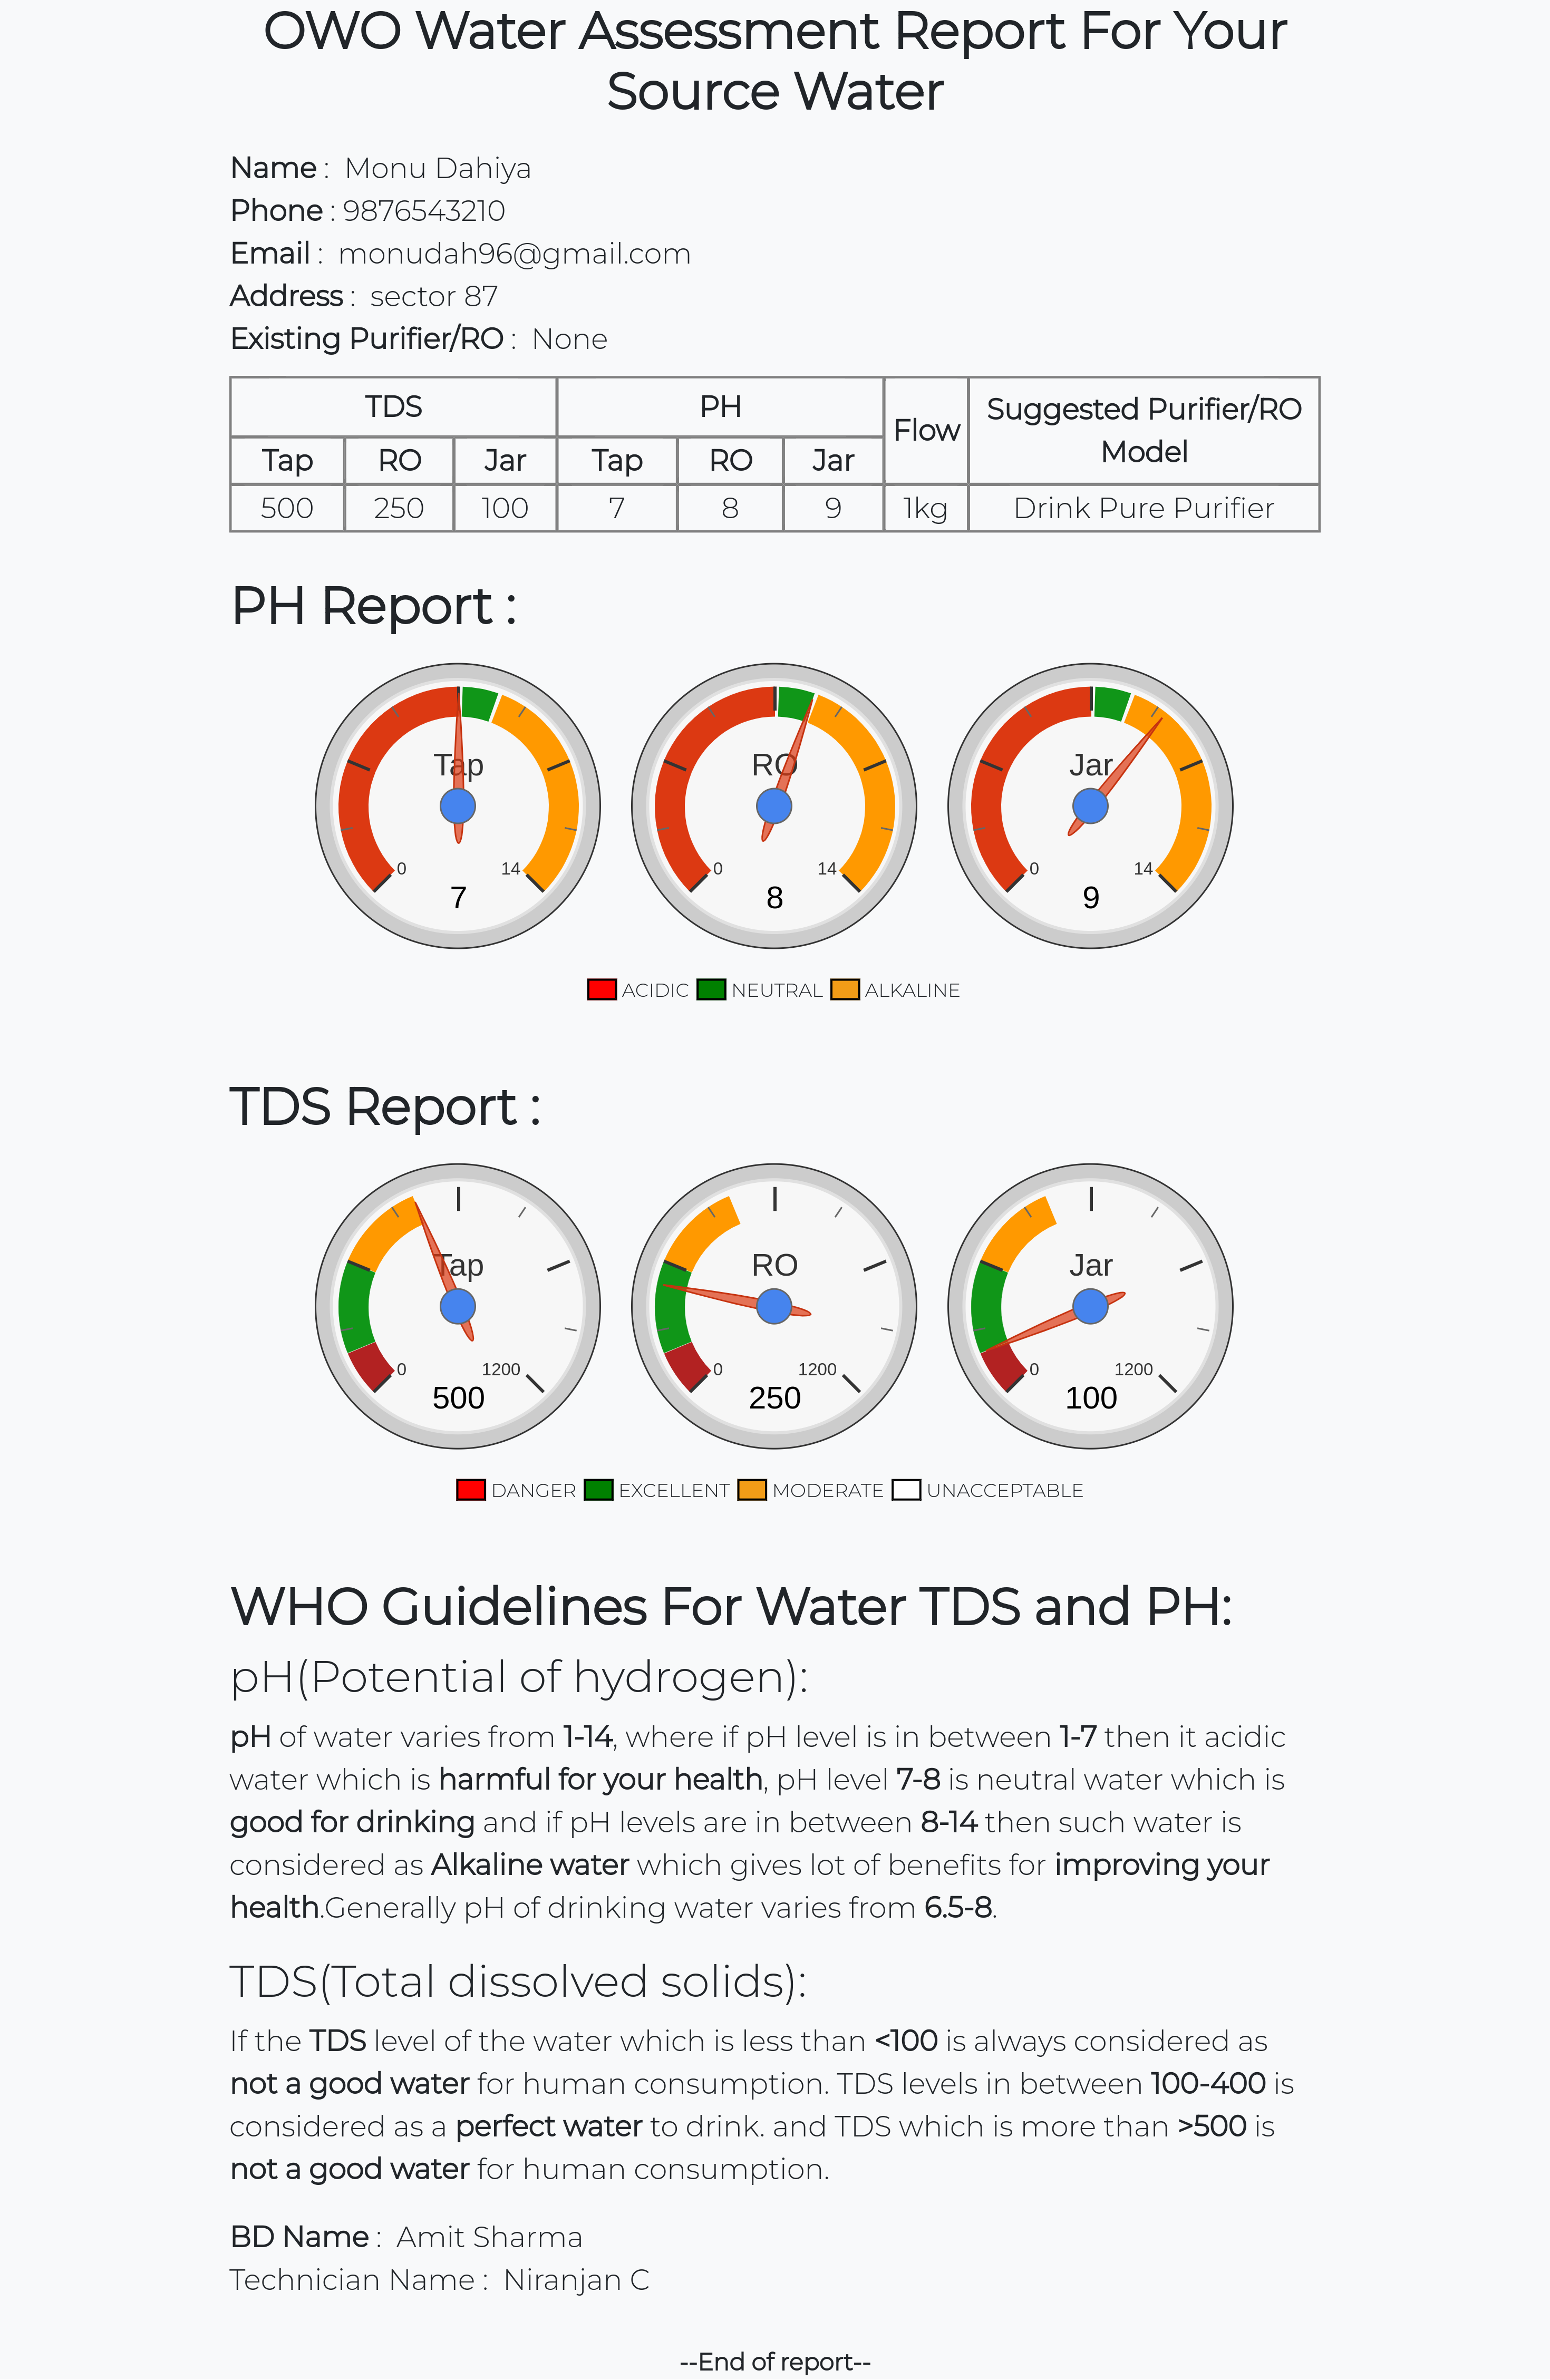 OWO Water Assessment Report For Your
Source Water
Name :  Monu Dahiya
Phone : 9876543210
Email :  monudah96@gmail.com
Address :  sector 87
Existing Purifier/RO :  None
TDS PH Flow Suggested Purifier/RO Model
Tap RO Jar Tap RO Jar
500 250 100 7 8 9 1kg Drink Pure Purifier
PH Report :
Tap RO Jar
0 14 0 14 0 14
7 8 9
ACIDIC NEUTRAL ALKALINE
TDS Report :
Tap RO Jar
0 1200 0 1200 0 1200
500 250 100
DANGER EXCELLENT MODERATE UNACCEPTABLE
WHO Guidelines For Water TDS and PH:
pH(Potential of hydrogen):
pH of water varies from 1-14, where if pH level is in between 1-7 then it acidic
water which is harmful for your health, pH level 7-8 is neutral water which is
good for drinking and if pH levels are in between 8-14 then such water is
considered as Alkaline water which gives lot of benefits for improving your
health.Generally pH of drinking water varies from 6.5-8.
TDS(Total dissolved solids):
If the TDS level of the water which is less than <100 is always considered as
not a good water for human consumption. TDS levels in between 100-400 is
considered as a perfect water to drink. and TDS which is more than >500 is
not a good water for human consumption.
BD Name :  Amit Sharma
Technician Name :  Niranjan C
--End of report--